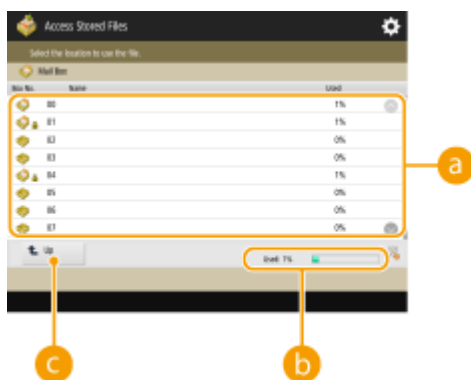 Access Stored Files
Select the location to use the file.
Mail Box
Box No. Name Used
00 1%
01 1%
02 0%
03 0%
04 1%
05 0%
06 0%
07 0%
Up
Used: 1%
a
b
c